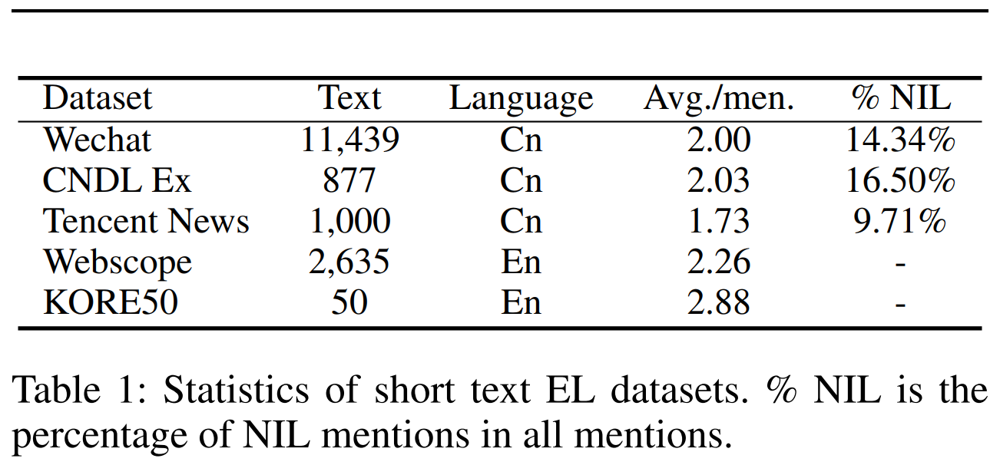 Dataset Text Language Avg./men. % NIL
Wechat 11,439 Cn 2.00 14.34%
CNDL Ex 877 Cn 2.03 16.50%
Tencent News 1,000 Cn 1.73 9.71%
Webscope 2,635 En 2.26 -
KORE50 50 En 2.88 -
Table 1: Statistics of short text EL datasets. % NIL is the
percentage of NIL mentions in all mentions.